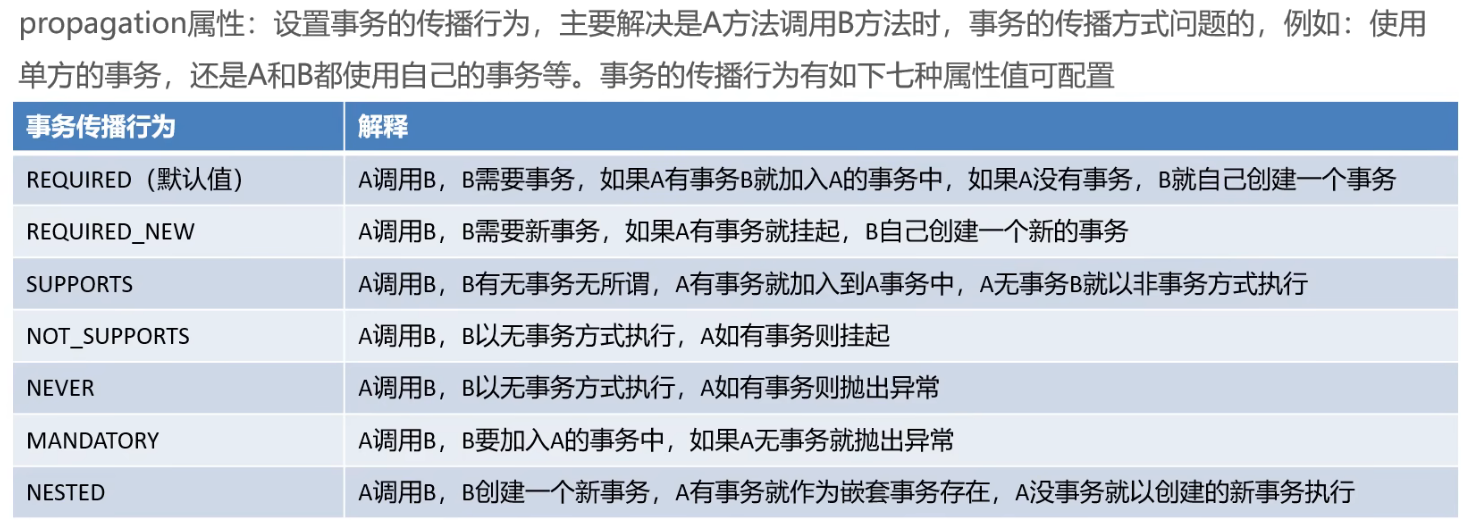 propagation属性：设置事务的传播行为，主要解决是A方法调用B方法时，事务的传播方式问题的，例如：使用
单方的事务，还是A和B都使用自己的事务等。事务的传播行为有如下七种属性值可配置
事务传播行为 解释
REQUIRED（默认值） A调用B，B需要事务，如果A有事务B就加入A的事务中，如果A没有事务，B就自己创建一个事务
REQUIRED_NEW A调用B，B需要新事务，如果A有事务就挂起，B自己创建一个新的事务
SUPPORTS A调用B，B有无事务无所谓，A有事务就加入到A事务中，A无事务B就以非事务方式执行
NOT_SUPPORTS A调用B，B以无事务方式执行，A如有事务则挂起
NEVER A调用B，B以无事务方式执行，A如有事务则抛出异常
MANDATORY A调用B，B要加入A的事务中，如果A无事务就抛出异常
NESTED A调用B，B创建一个新事务，A有事务就作为嵌套事务存在，A没事务就以创建的新事务执行